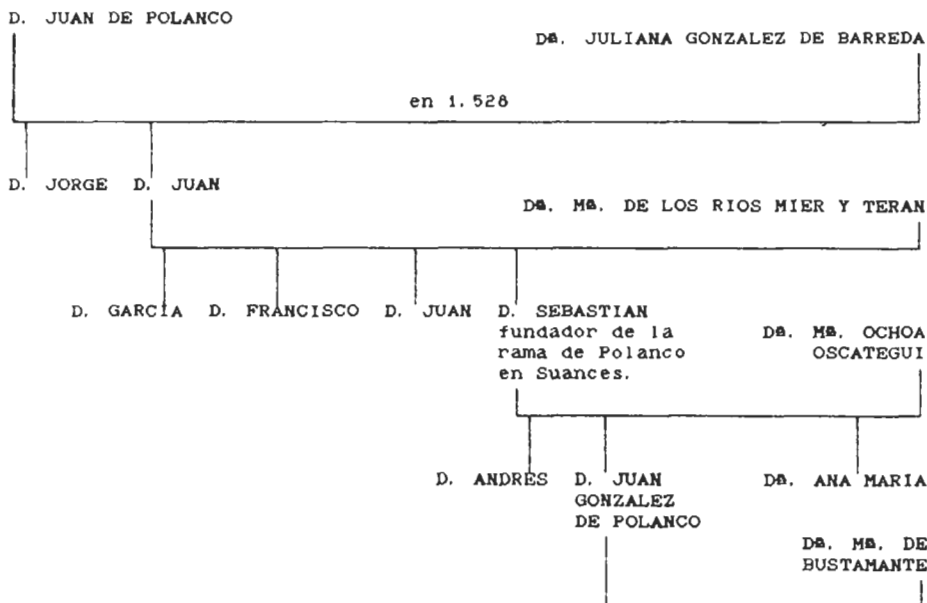 D. JUAN DE POLANCO
Dª. JULIANA GONZALEZ DE BARREDA
en 1.528
D. JORGE D. JUAN
Dª. Mª. DE LOS RIOS MIER Y TERAN
D. GARCIA D. FRANCISCO D. JUAN D. SEBASTIAN
fundador de la
rama de Polanco
en Suances.
Dª. Mª. OCHOA
OSCATEGUI
D. ANDRES D. JUAN
GONZALEZ
DE POLANCO
Dª. ANA MARIA
Dª. Mª. DE
BUSTAMANTE